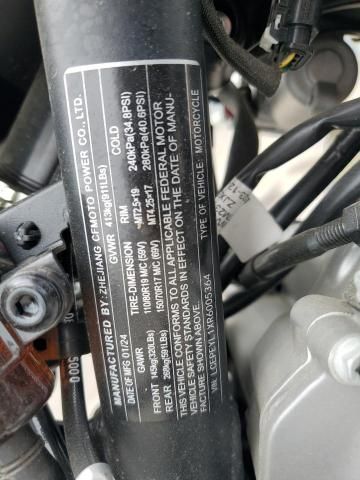 MANUFACTURED BY: ZHEJIANG CFMOTO POWER CO., LTD.
DATE OF MFG 01/24 GVWR 413kg(911LBs)
GAWR TIRE-DIMENSION RIM COLD
FRONT 145kg(320LBs) 110/80R19 M/C (59V) MT2.5×19 240kPa(34.8PSI)
REAR 268kg(591LBs) 150/70R17 M/C (69V) MT4.25×17 280kPa(40.6PSI)
THIS VEHICLE CONFORMS TO ALL APPLICABLE FEDERAL MOTOR
VEHICLE SAFETY STANDARDS IN EFFECT ON THE DATE OF MANU-
FACTURE SHOWN ABOVE.
VIN: LCEPEYL1XR6005364 TYPE OF VEHICLE: MOTORCYCLE
5000